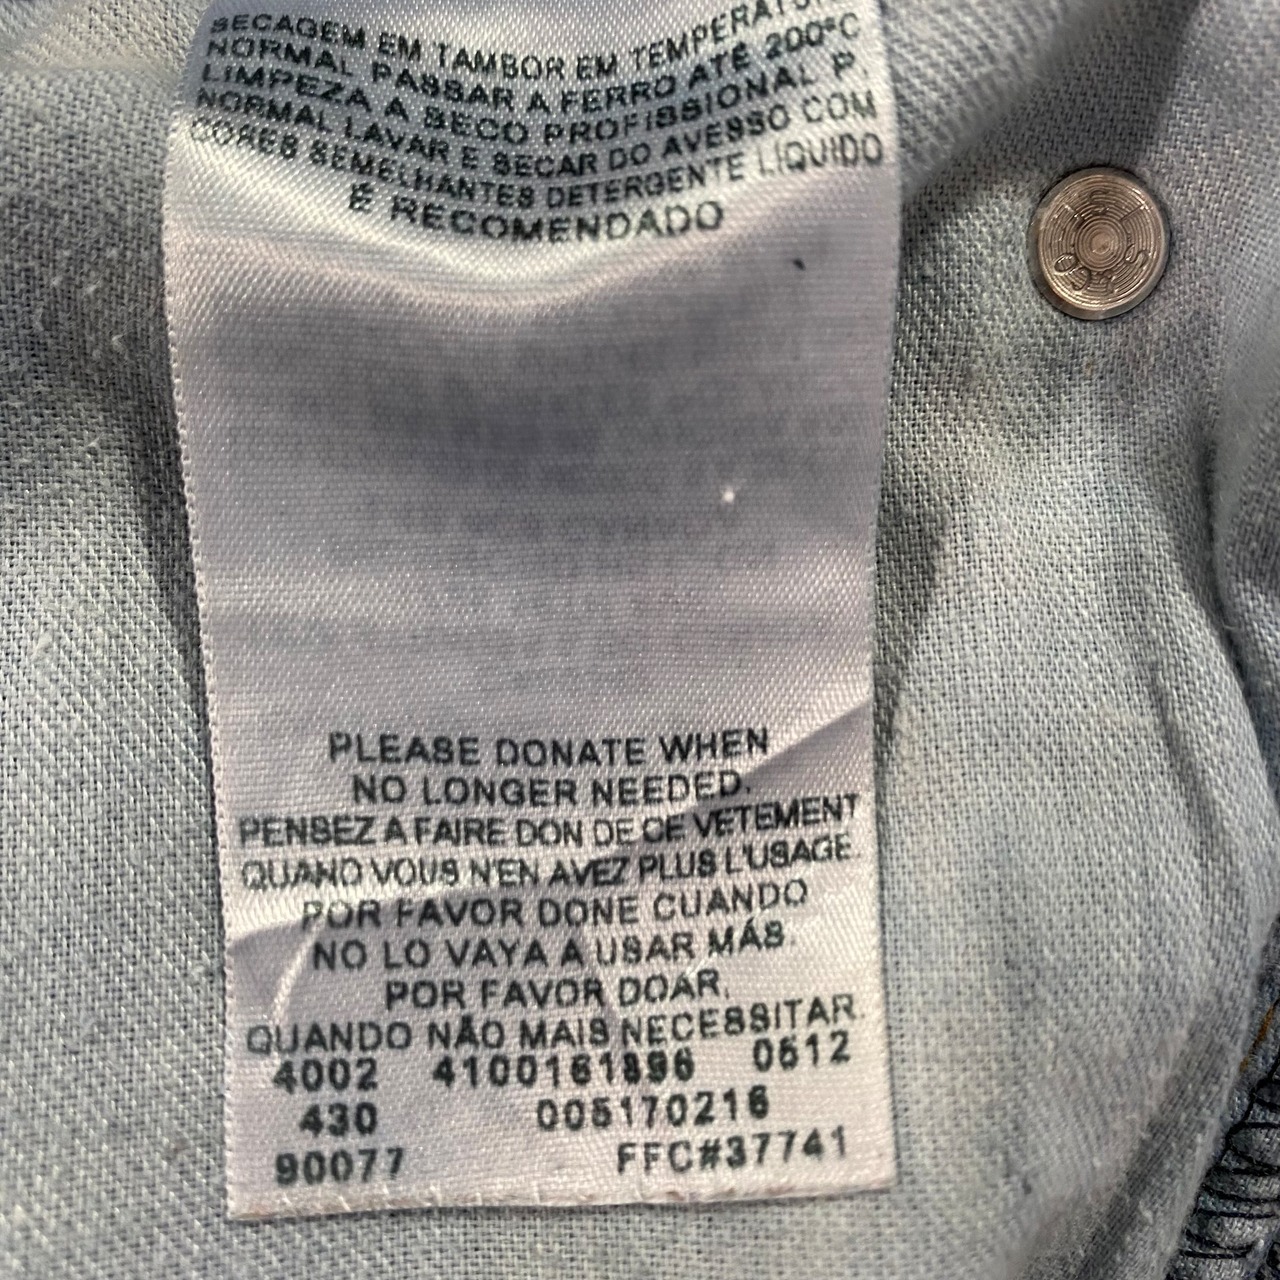 SECAGEM EM TAMBOR EM TEMPERATURA
NORMAL PASSAR A FERRO ATÉ 200°C
LIMPEZA A SECO PROFISSIONAL P.
NORMAL LAVAR E SECAR DO AVESSO COM
CORES SEMELHANTES DETERGENTE LÍQUIDO
É RECOMENDADO
PLEASE DONATE WHEN
NO LONGER NEEDED.
PENSEZ A FAIRE DON DE CE VETEMENT
QUAND VOUS N'EN AVEZ PLUS L'USAGE.
POR FAVOR DONE CUANDO
NO LO VAYA A USAR MÁS.
POR FAVOR DOAR,
QUANDO NÃO MAIS NECESSITAR.
4002 4100161896 0512
430 005170216
90077 FFC#37741